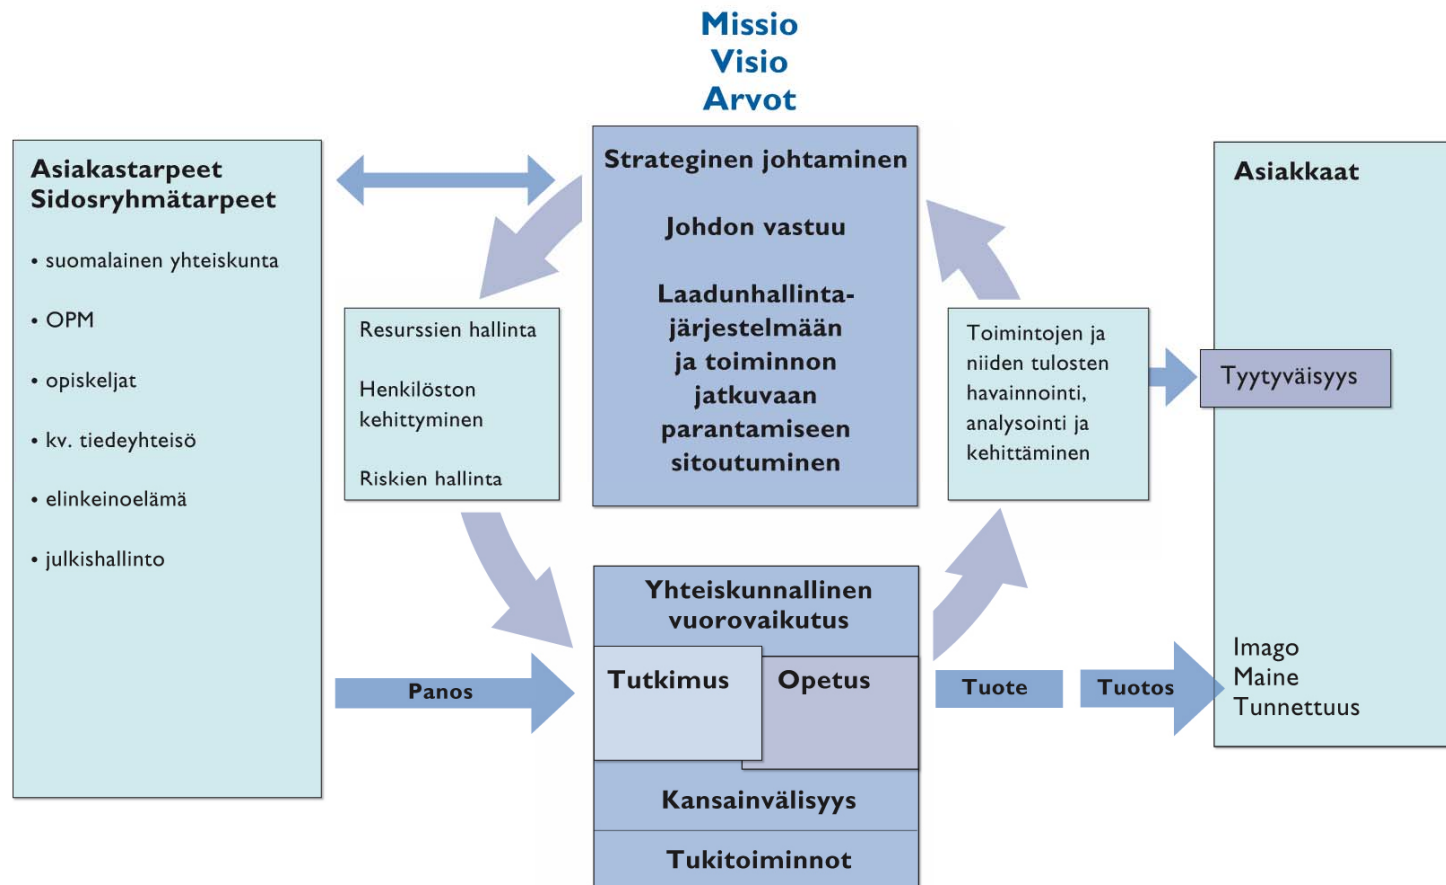 Missio
Visio
Arvot
Asiakastarpeet
Sidosryhmätarpeet
• suomalainen yhteiskunta
• OPM
• opiskeljat
• kv. tiedeyhteisö
• elinkeinoelämä
• julkishallinto
Resurssien hallinta
Henkilöston
kehittyminen
Riskien hallinta
Strateginen johtaminen
Johdon vastuu
Laadunhallinta-
järjestelmään
ja toiminnon
jatkuvaan
parantamiseen
sitoutuminen
Toimintojen ja
niiden tulosten
havainnointi,
analysointi ja
kehittäminen
Asiakkaat
Tyytyväisyys
Imago
Maine
Tunnettuus
Panos
Yhteiskunnallinen
vuorovaikutus
Tutkimus
Opetus
Kansainvälisyys
Tukitoiminnot
Tuote
Tuotos